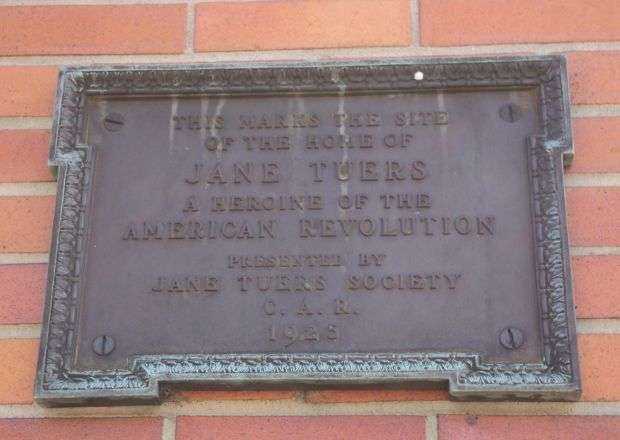 THIS MARKS THE SITE
OF THE HOME OF
JANE TUERS
A HEROINE OF THE
AMERICAN REVOLUTION
PRESENTED BY
JANE TUERS SOCIETY
C. A. R.
1925